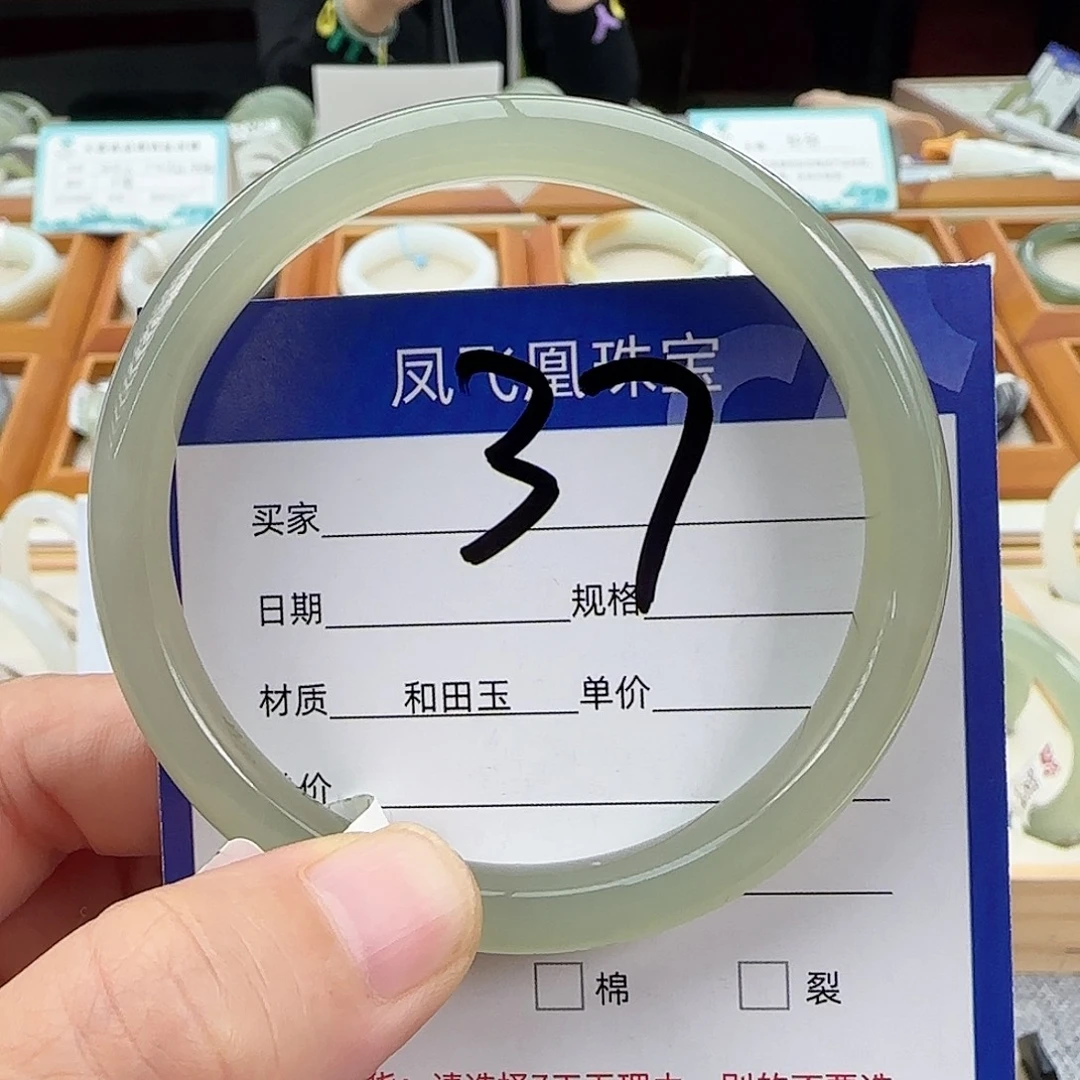 凤飞凰珠宝
37
买家
日期 规格
材质 和田玉 单价
价
棉 裂